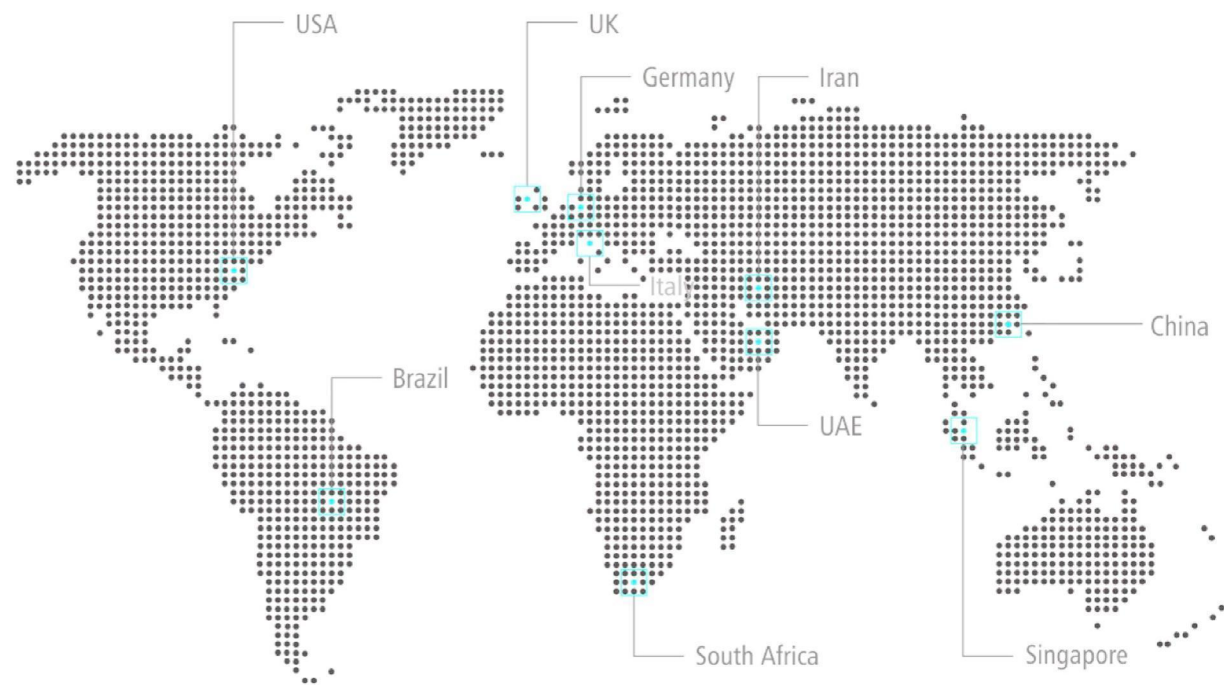 USA
UK
Germany
Iran
Italy
China
Brazil
UAE
South Africa
Singapore